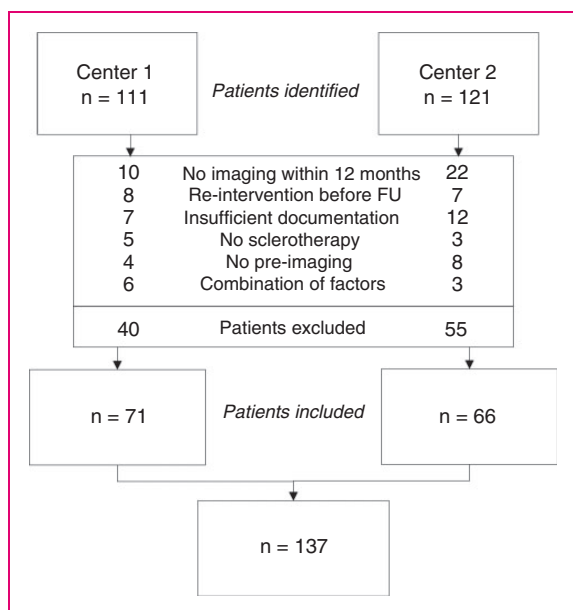 Center 1
n = 111
Patients identified
Center 2
n = 121
10 No imaging within 12 months 22
8 Re-intervention before FU 7
7 Insufficient documentation 12
5 No sclerotherapy 3
4 No pre-imaging 8
6 Combination of factors 3
40 Patients excluded 55
n = 71 Patients included n = 66
n = 137